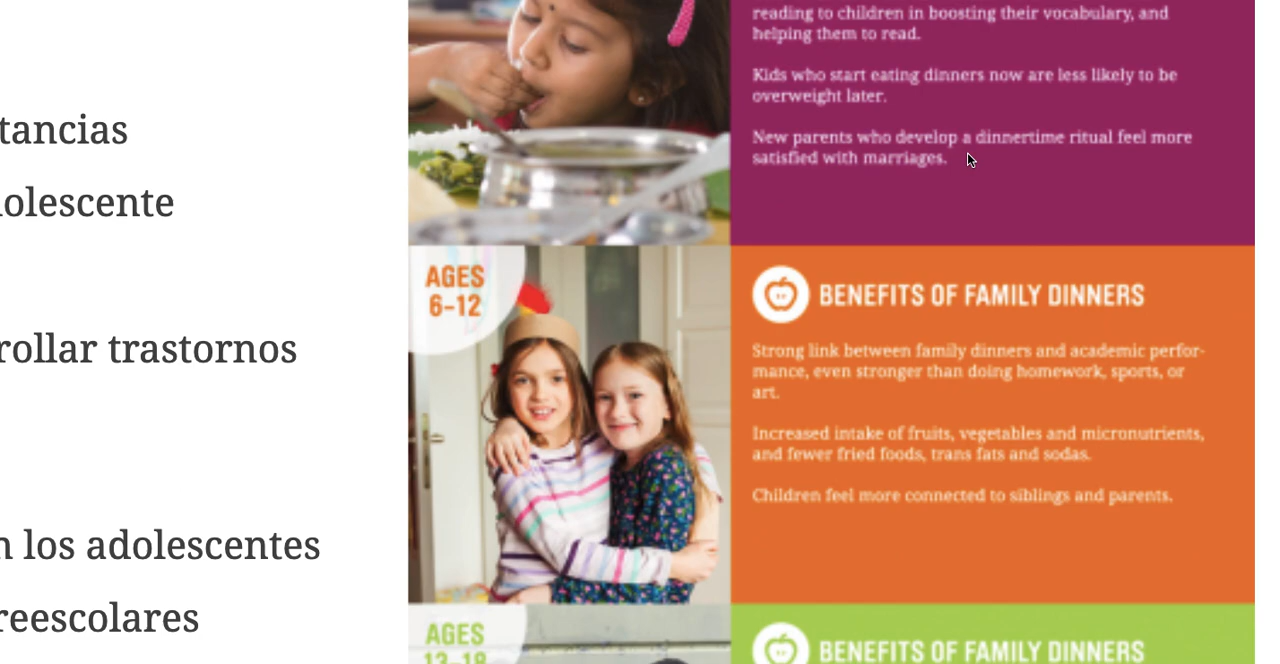 tancias
olescente
rollar trastornos
n los adolescentes
reescolares
reading to children in boosting their vocabulary, and
helping them to read.
Kids who start eating dinners now are less likely to be
overweight later.
New parents who develop a dinnertime ritual feel more
satisfied with marriages.
AGES
6–12
BENEFITS OF FAMILY DINNERS
Strong link between family dinners and academic perfor-
mance, even stronger than doing homework, sports, or
art.
Increased intake of fruits, vegetables and micronutrients,
and fewer fried foods, trans fats and sodas.
Children feel more connected to siblings and parents.
AGES
13–18
BENEFITS OF FAMILY DINNERS